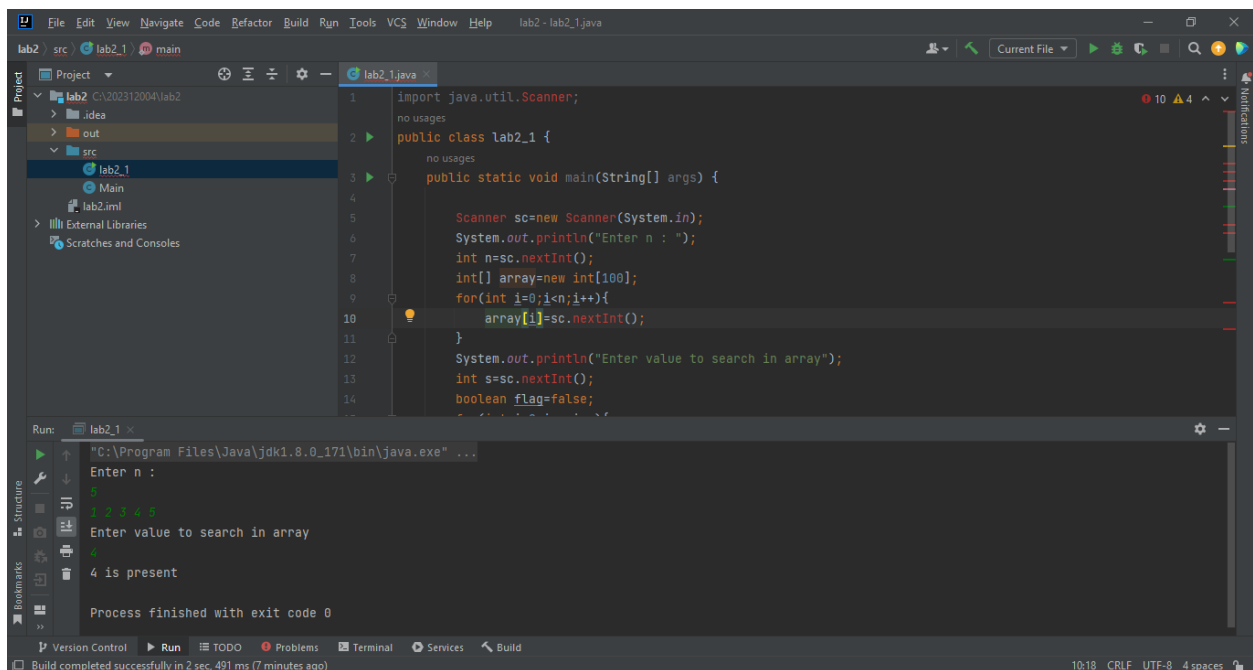 File Edit View Navigate Code Refactor Build Run Tools VCS Window Help lab2 - lab2_1.java
lab2 src lab2_1 main
Current File
Project
Project
lab2_1.java
lab2 C:\202312004\lab2
.idea
out
src
lab2_1
Main
lab2.iml
External Libraries
Scratches and Consoles
10 4
Notifications
1 import java.util.Scanner;
no usages
2 public class lab2_1 {
no usages
3 public static void main(String[] args) {
4
5 Scanner sc=new Scanner(System.in);
6 System.out.println("Enter n : ");
7 int n=sc.nextInt();
8 int[] array=new int[100];
9 for(int i=0;i<n;i++){
10 array[i]=sc.nextInt();
11 }
12 System.out.println("Enter value to search in array");
13 int s=sc.nextInt();
14 boolean flag=false;
Run: lab2_1
"C:\Program Files\Java\jdk1.8.0_171\bin\java.exe" ...
Enter n :
5
1 2 3 4 5
Enter value to search in array
4
4 is present
Process finished with exit code 0
Structure
Bookmarks
Version Control Run TODO Problems Terminal Services Build
Build completed successfully in 2 sec, 491 ms (7 minutes ago)
10:18 CRLF UTF-8 4 spaces